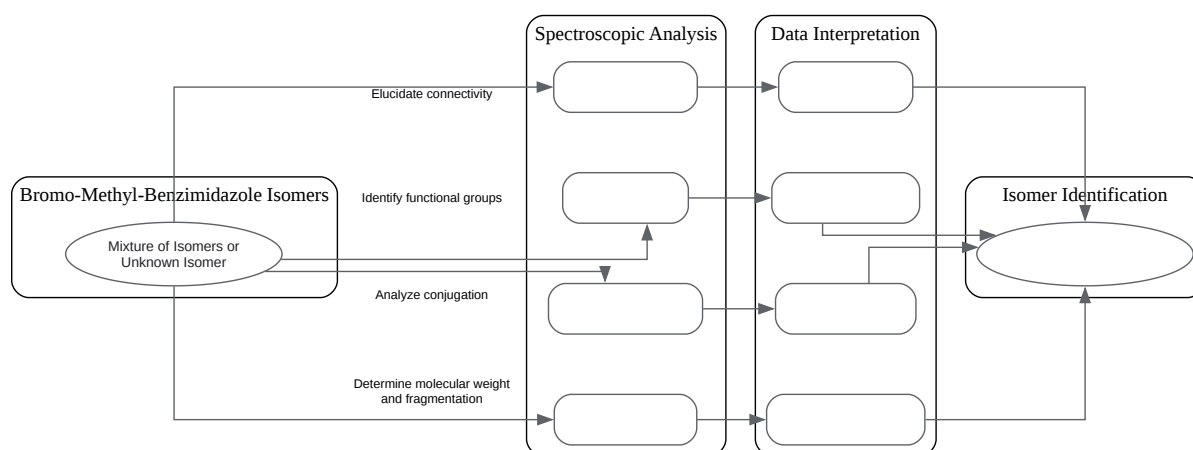 Spectroscopic Analysis
Data Interpretation
Elucidate connectivity
Bromo-Methyl-Benzimidazole Isomers
Identify functional groups
Isomer Identification
Mixture of Isomers or
Unknown Isomer
Analyze conjugation
Determine molecular weight
and fragmentation